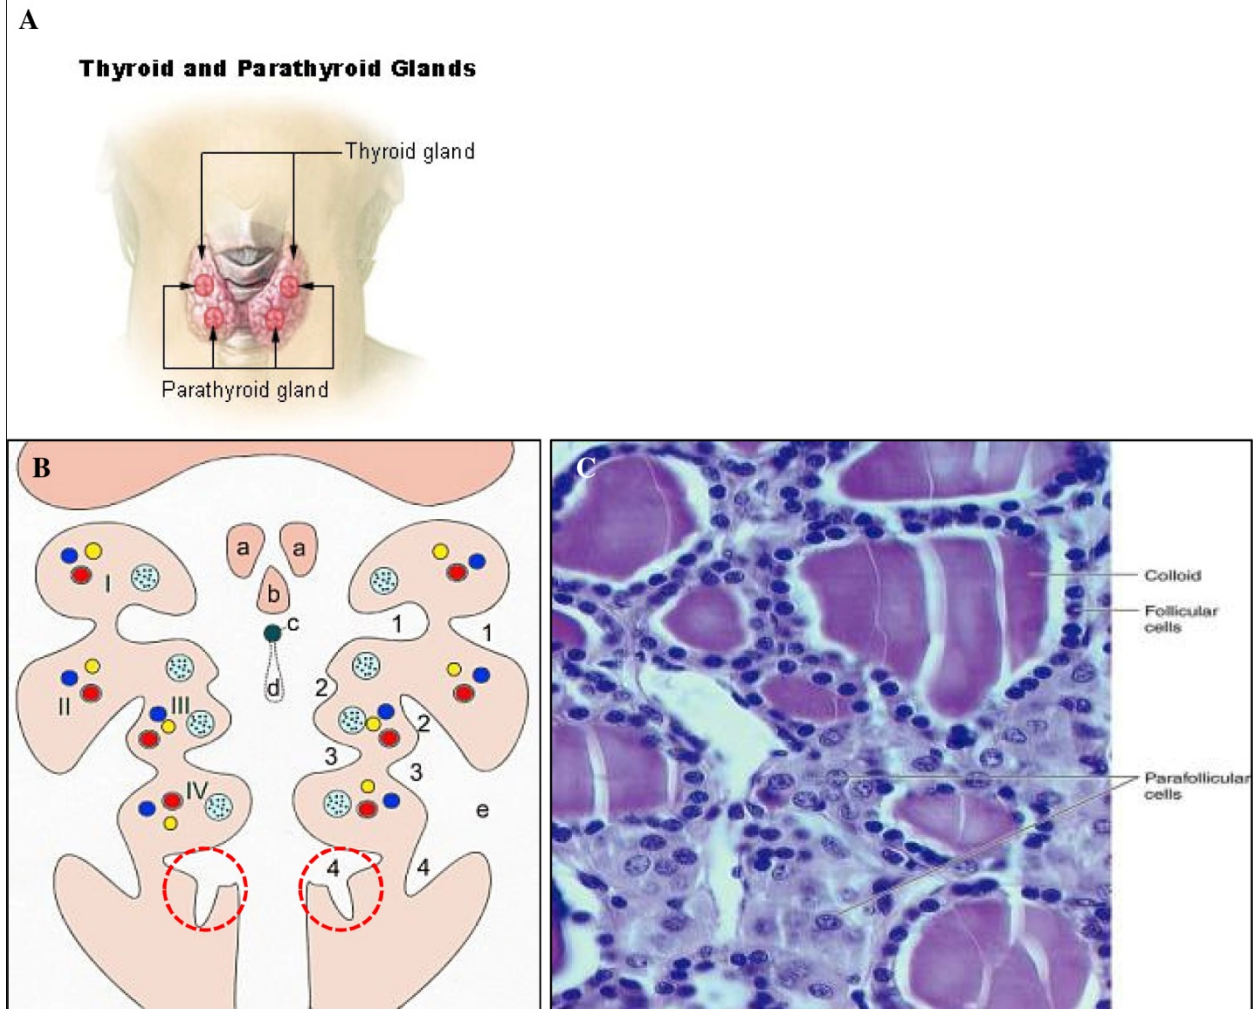 A
Thyroid and Parathyroid Glands
Thyroid gland
Parathyroid gland
B
a a
I
b
c
1 1
d
2
II
III
2
3
3
IV
e
4 4
C
Colloid
Follicular
cells
Parafollicular
cells